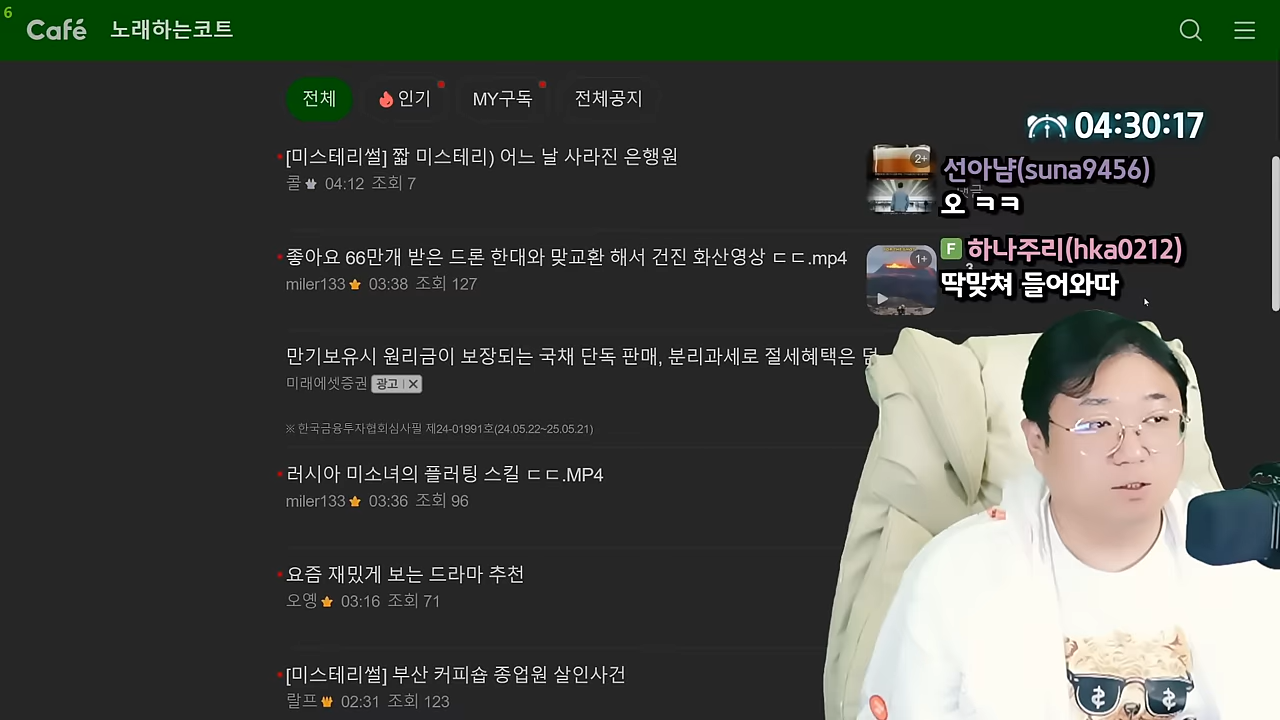 6
Café 노래하는코트
전체 인기 MY구독 전체공지
04:30:17
[미스테리썰] 짧 미스테리) 어느 날 사라진 은행원
콜 04:12 조회 7
2+
선아냠(suna9456)
오 ㅋㅋ
좋아요 66만개 받은 드론 한대와 맞교환 해서 건진 화산영상 ㄷㄷ.mp4
miler133 03:38 조회 127
1+
F 하나주리(hka0212)
딱맞쳐 들어와따
만기보유시 원리금이 보장되는 국채 단독 판매, 분리과세로 절세혜택은 덤
미래에셋증권 광고 X
※ 한국금융투자협회심사필 제24-01991호(24.05.22~25.05.21)
러시아 미소녀의 플러팅 스킬 ㄷㄷ.MP4
miler133 03:36 조회 96
요즘 재밌게 보는 드라마 추천
오옝 03:16 조회 71
[미스테리썰] 부산 커피숍 종업원 살인사건
랄프 02:31 조회 123